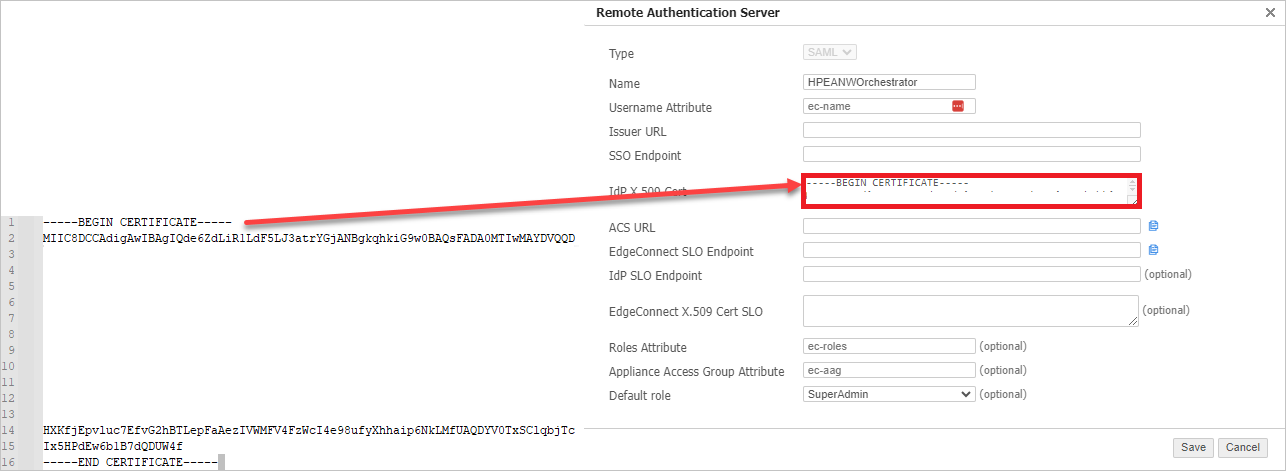 Remote Authentication Server
Type SAML
Name HPEANWOrchestrator
Username Attribute ec-name
Issuer URL
SSO Endpoint
IdP X.509 Cert -----BEGIN CERTIFICATE-----
ACS URL
EdgeConnect SLO Endpoint
IdP SLO Endpoint (optional)
EdgeConnect X.509 Cert SLO (optional)
Roles Attribute ec-roles (optional)
Appliance Access Group Attribute ec-aag (optional)
Default role SuperAdmin (optional)
Save Cancel
1 -----BEGIN CERTIFICATE-----
2 MIIC8DCCAdigAwIBAgIQde6ZdLiRlLdF5LJ3atrYGjANBgkqhkiG9w0BAQsFADA0MTIwMAYDVQQD
3
4
5
6
7
8
9
10
11
12
13
14 HXKfjEpvluc7EfvG2hBTLepFaAezIVWMFV4FzWcI4e98ufyXhhaip6NkLMfUAQDYV0TxSClqbjTc
15 Ix5HPdEw6blB7dQDUW4f
16 -----END CERTIFICATE-----